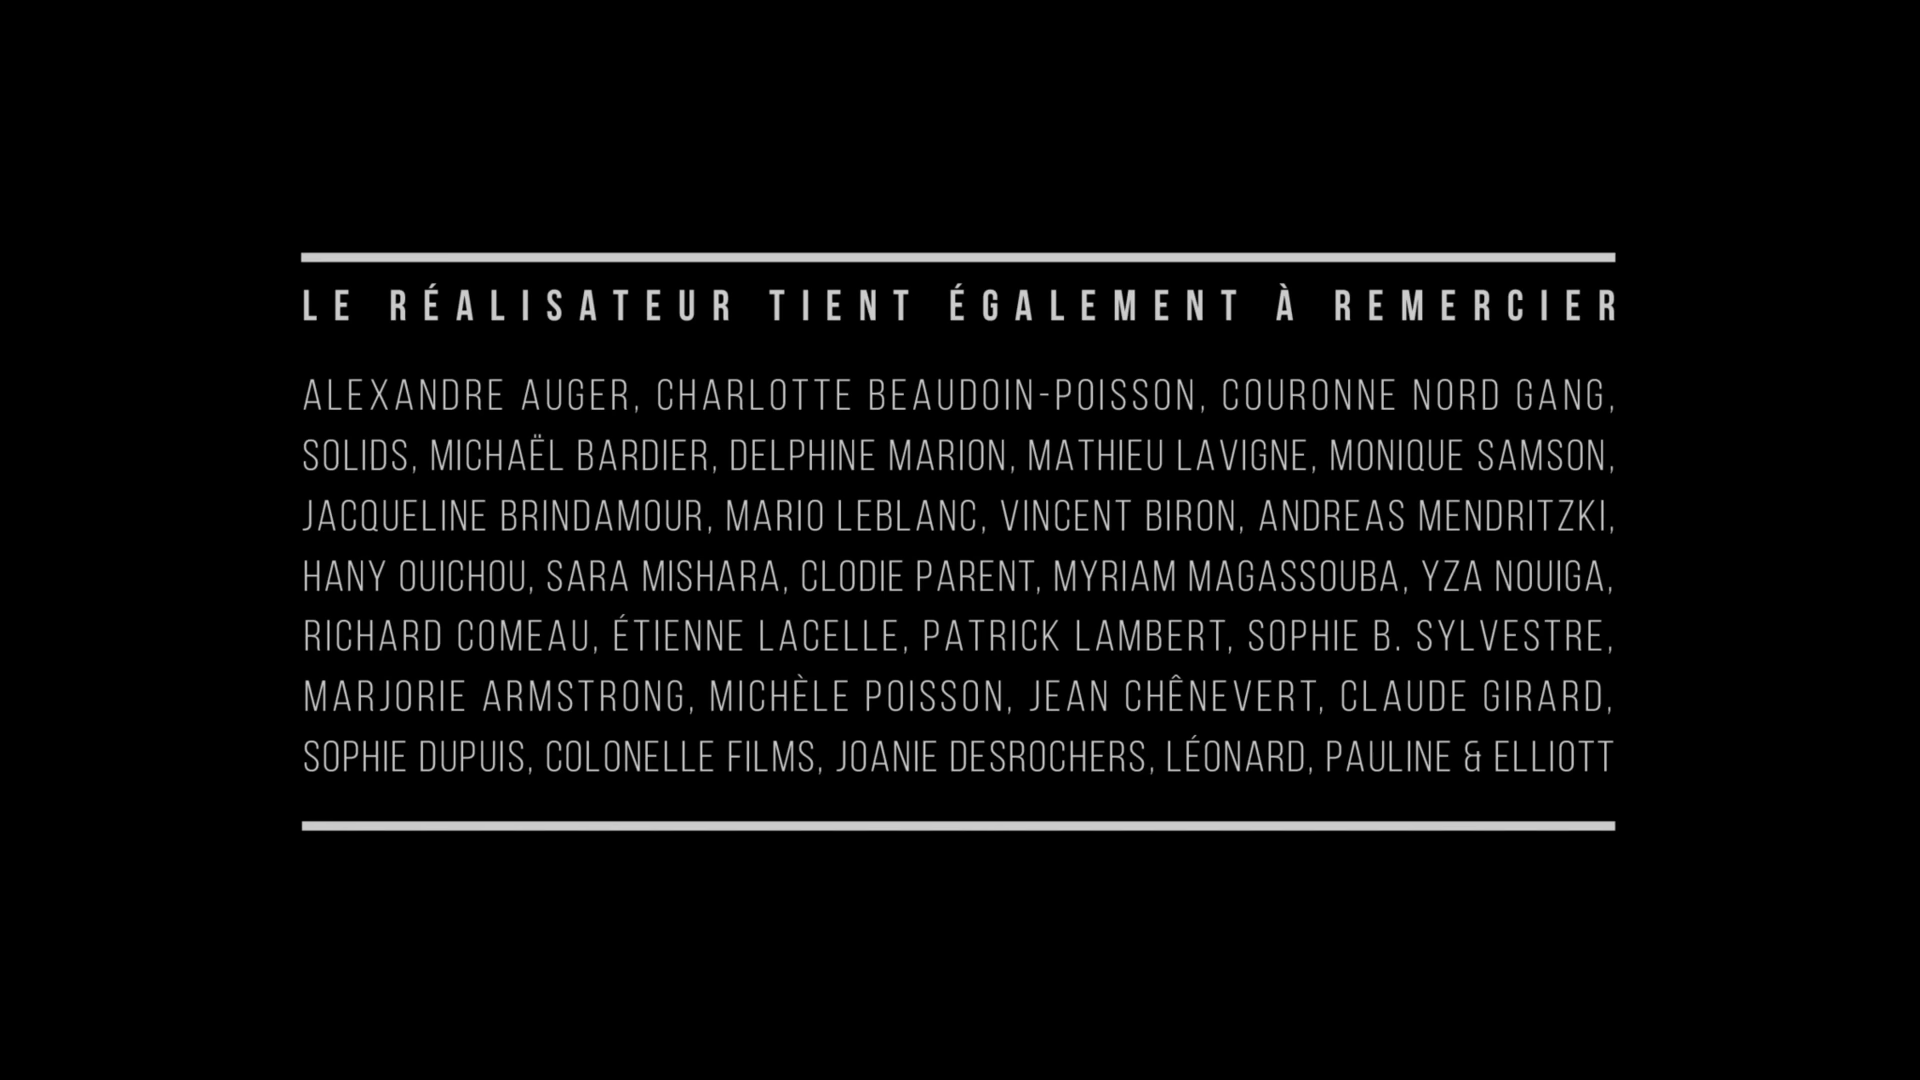 LE RÉALISATEUR TIENT ÉGALEMENT À REMERCIER
ALEXANDRE AUGER, CHARLOTTE BEAUDOIN-POISSON, COURONNE NORD GANG,
SOLIDS, MICHAËL BARDIER, DELPHINE MARION, MATHIEU LAVIGNE, MONIQUE SAMSON,
JACQUELINE BRINDAMOUR, MARIO LEBLANC, VINCENT BIRON, ANDREAS MENDRITZKI,
HANY OUICHOU, SARA MISHARA, CLODIE PARENT, MYRIAM MAGASSOUBA, YZA NOUIGA,
RICHARD COMEAU, ÉTIENNE LACELLE, PATRICK LAMBERT, SOPHIE B. SYLVESTRE,
MARJORIE ARMSTRONG, MICHÈLE POISSON, JEAN CHÊNEVERT, CLAUDE GIRARD,
SOPHIE DUPUIS, COLONELLE FILMS, JOANIE DESROCHERS, LÉONARD, PAULINE & ELLIOTT